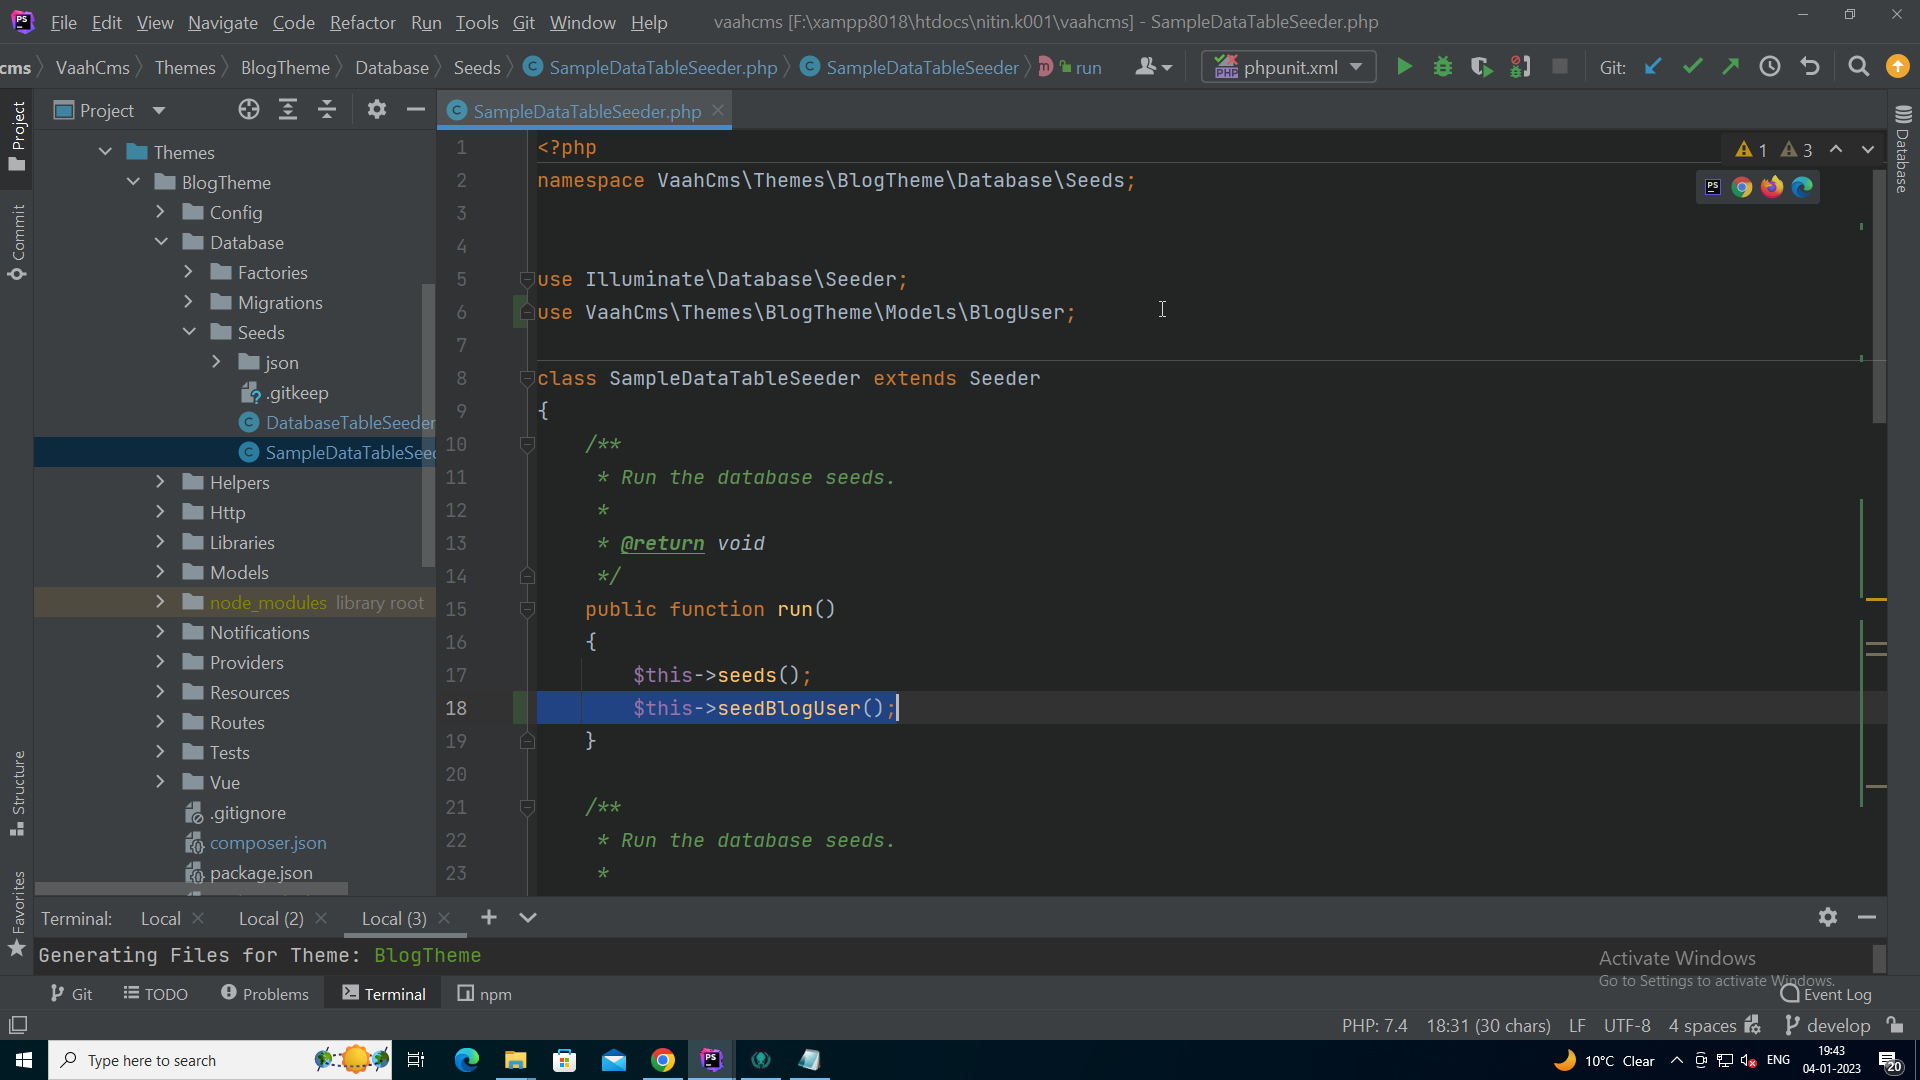 File Edit View Navigate Code Refactor Run Tools Git Window Help vaahcms [F:\xampp8018\htdocs\nitin.k001\vaahcms] - SampleDataTableSeeder.php
cms VaahCms Themes BlogTheme Database Seeds SampleDataTableSeeder.php SampleDataTableSeeder run phpunit.xml Git:
Project
SampleDataTableSeeder.php
Project
Commit
Structure
Favorites
Database
Themes
BlogTheme
Config
Database
Factories
Migrations
Seeds
json
.gitkeep
DatabaseTableSeeder
SampleDataTableSeed
Helpers
Http
Libraries
Models
node_modules library root
Notifications
Providers
Resources
Routes
Tests
Vue
.gitignore
composer.json
package.json
1 <?php
2 namespace VaahCms\Themes\BlogTheme\Database\Seeds;
3
4
5 use Illuminate\Database\Seeder;
6 use VaahCms\Themes\BlogTheme\Models\BlogUser;
7
8 class SampleDataTableSeeder extends Seeder
9 {
10 /**
11 * Run the database seeds.
12 *
13 * @return void
14 */
15 public function run()
16 {
17 $this->seeds();
18 $this->seedBlogUser();
19 }
20
21 /**
22 * Run the database seeds.
23 *
1 3
Terminal: Local Local (2) Local (3)
Generating Files for Theme: BlogTheme
Activate Windows
Go to Settings to activate Windows.
Git TODO Problems Terminal npm Event Log
PHP: 7.4 18:31 (30 chars) LF UTF-8 4 spaces develop
Type here to search
10°C Clear ENG
19:43
04-01-2023
20